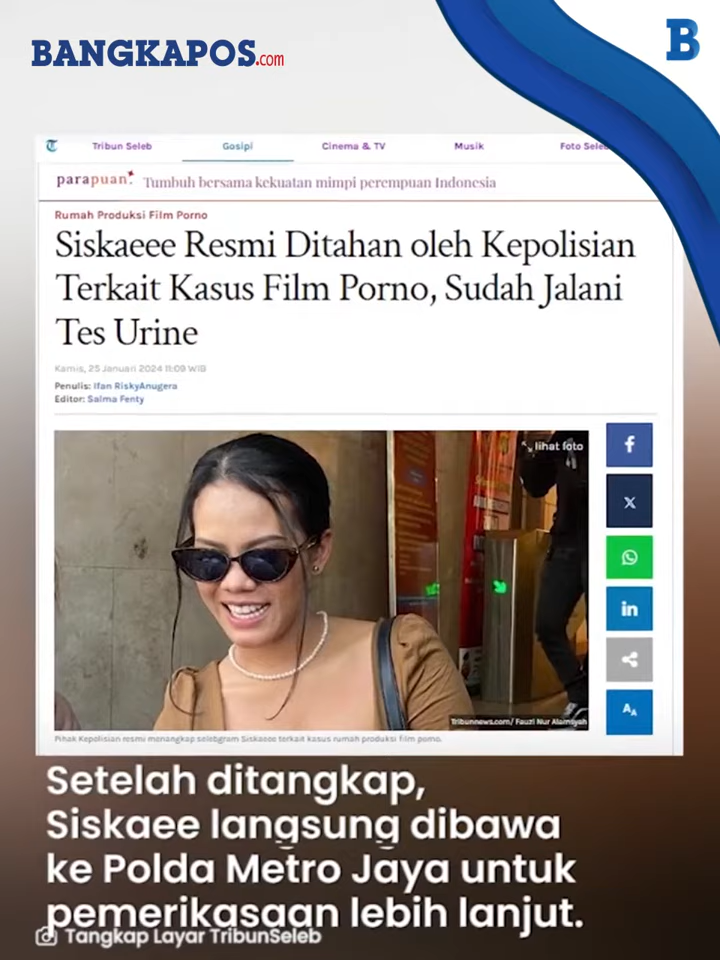 BANGKAPOS.com
B
Tribun Seleb Gosipi Cinema & TV Musik Foto Seleb
parapuan. Tumbuh bersama kekuatan mimpi perempuan Indonesia
Rumah Produksi Film Porno
Siskaeee Resmi Ditahan oleh Kepolisian
Terkait Kasus Film Porno, Sudah Jalani
Tes Urine
Kamis, 25 Januari 2024 11:09 WIB
Penulis: Ifan RiskyAnugera
Editor: Salma Fenty
lihat foto
Tribunnews.com/ Fauzi Nur Alamsyah
Pihak Kepolisian resmi menangkap selebgram Siskaeee terkait kasus rumah produksi film porno.
Setelah ditangkap,
Siskaee langsung dibawa
ke Polda Metro Jaya untuk
pemerikasaan lebih lanjut.
Tangkap Layar TribunSeleb